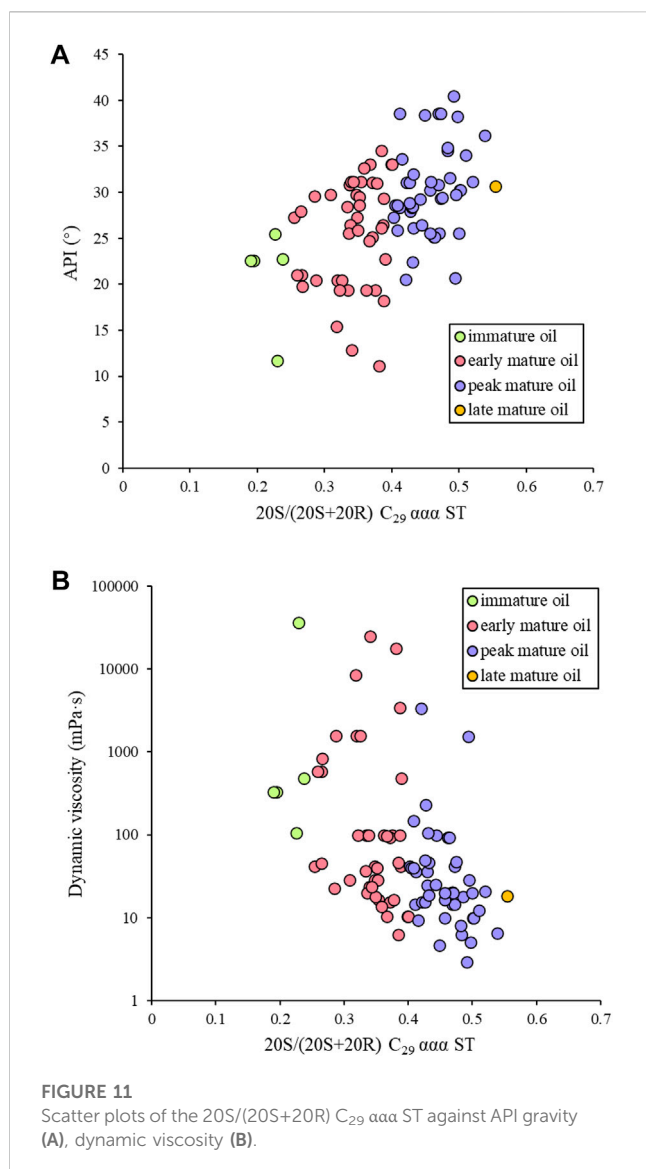 A
45
40
35
30
25
20
15
10
5
0
API (°)
immature oil
early mature oil
peak mature oil
late mature oil
0 0.1 0.2 0.3 0.4 0.5 0.6 0.7
20S/(20S+20R) C₂₉ ααα ST
B
100000
10000
1000
100
10
1
Dynamic viscosity (mPa·s)
immature oil
early mature oil
peak mature oil
late mature oil
0 0.1 0.2 0.3 0.4 0.5 0.6 0.7
20S/(20S+20R) C₂₉ ααα ST
FIGURE 11
Scatter plots of the 20S/(20S+20R) C₂₉ ααα ST against API gravity
(A), dynamic viscosity (B).